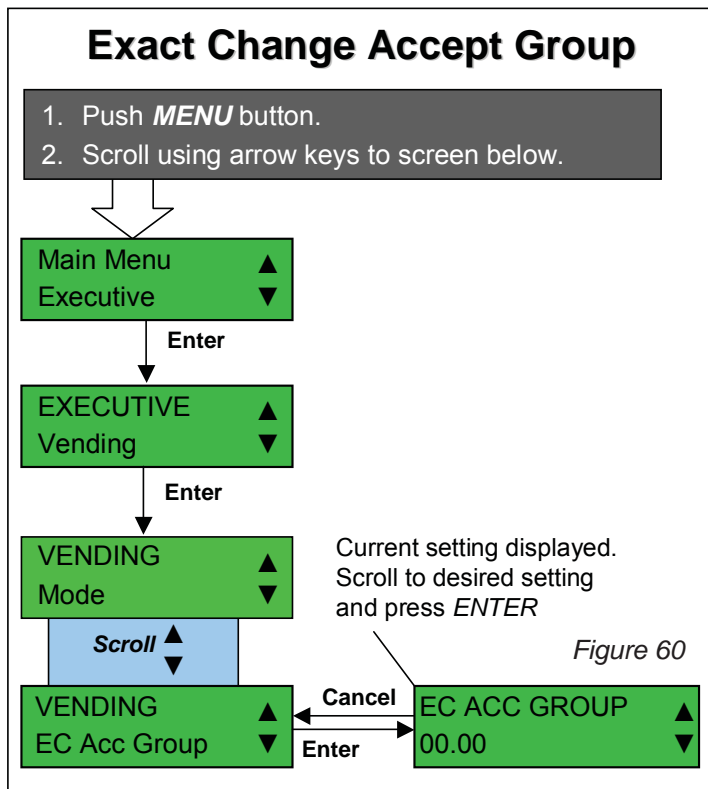 Exact Change Accept Group
1. Push MENU button.
2. Scroll using arrow keys to screen below.
Main Menu ▲
Executive ▼
Enter
EXECUTIVE ▲
Vending ▼
Enter
VENDING ▲
Mode ▼
Current setting displayed.
Scroll to desired setting
and press ENTER
Scroll ▲
▼
Figure 60
VENDING ▲
EC Acc Group ▼
Cancel
Enter
EC ACC GROUP ▲
00.00 ▼